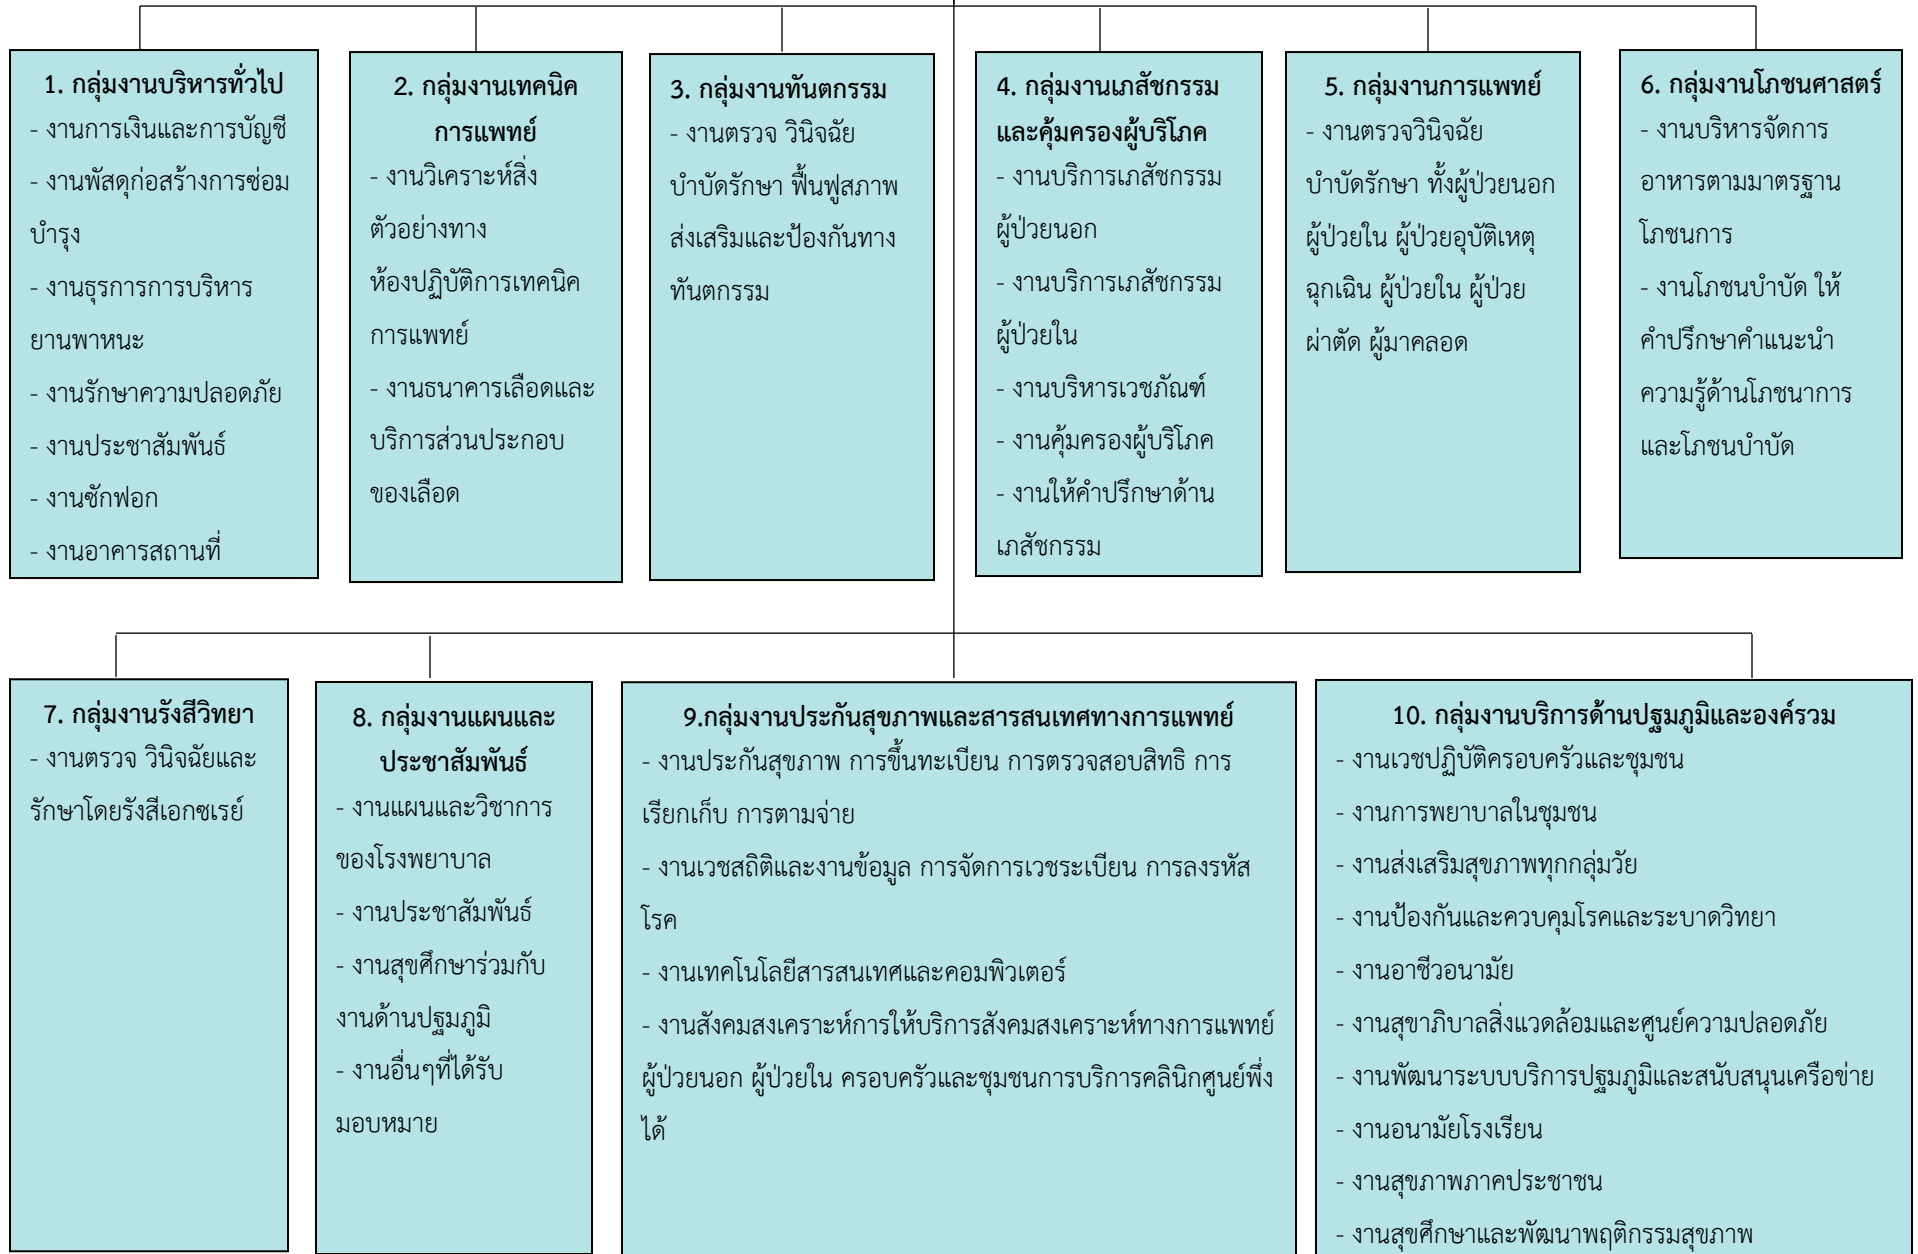 1. กลุ่มงานบริหารทั่วไป
- งานการเงินและการบัญชี
- งานพัสดุก่อสร้างการซ่อม
บำรุง
- งานธุรการการบริหาร
ยานพาหนะ
- งานรักษาความปลอดภัย
- งานประชาสัมพันธ์
- งานซักฟอก
- งานอาคารสถานที่
2. กลุ่มงานเทคนิค
การแพทย์
- งานวิเคราะห์สิ่ง
ตัวอย่างทาง
ห้องปฏิบัติการเทคนิค
การแพทย์
- งานธนาคารเลือดและ
บริการส่วนประกอบ
ของเลือด
3. กลุ่มงานทันตกรรม
- งานตรวจ วินิจฉัย
บำบัดรักษา ฟื้นฟูสภาพ
ส่งเสริมและป้องกันทาง
ทันตกรรม
4. กลุ่มงานเภสัชกรรม
และคุ้มครองผู้บริโภค
- งานบริการเภสัชกรรม
ผู้ป่วยนอก
- งานบริการเภสัชกรรม
ผู้ป่วยใน
- งานบริหารเวชภัณฑ์
- งานคุ้มครองผู้บริโภค
- งานให้คำปรึกษาด้าน
เภสัชกรรม
5. กลุ่มงานการแพทย์
- งานตรวจวินิจฉัย
บำบัดรักษา ทั้งผู้ป่วยนอก
ผู้ป่วยใน ผู้ป่วยอุบัติเหตุ
ฉุกเฉิน ผู้ป่วยใน ผู้ป่วย
ผ่าตัด ผู้มาคลอด
6. กลุ่มงานโภชนศาสตร์
- งานบริหารจัดการ
อาหารตามมาตรฐาน
โภชนการ
- งานโภชนบำบัด ให้
คำปรึกษาคำแนะนำ
ความรู้ด้านโภชนาการ
และโภชนบำบัด
7. กลุ่มงานรังสีวิทยา
- งานตรวจ วินิจฉัยและ
รักษาโดยรังสีเอกซเรย์
8. กลุ่มงานแผนและ
ประชาสัมพันธ์
- งานแผนและวิชาการ
ของโรงพยาบาล
- งานประชาสัมพันธ์
- งานสุขศึกษาร่วมกับ
งานด้านปฐมภูมิ
- งานอื่นๆที่ได้รับ
มอบหมาย
9.กลุ่มงานประกันสุขภาพและสารสนเทศทางการแพทย์
- งานประกันสุขภาพ การขึ้นทะเบียน การตรวจสอบสิทธิ การ
เรียกเก็บ การตามจ่าย
- งานเวชสถิติและงานข้อมูล การจัดการเวชระเบียน การลงรหัส
โรค
- งานเทคโนโลยีสารสนเทศและคอมพิวเตอร์
- งานสังคมสงเคราะห์การให้บริการสังคมสงเคราะห์ทางการแพทย์
ผู้ป่วยนอก ผู้ป่วยใน ครอบครัวและชุมชนการบริการคลินิกศูนย์พึ่ง
ได้
10. กลุ่มงานบริการด้านปฐมภูมิและองค์รวม
- งานเวชปฏิบัติครอบครัวและชุมชน
- งานการพยาบาลในชุมชน
- งานส่งเสริมสุขภาพทุกกลุ่มวัย
- งานป้องกันและควบคุมโรคและระบาดวิทยา
- งานอาชีวอนามัย
- งานสุขาภิบาลสิ่งแวดล้อมและศูนย์ความปลอดภัย
- งานพัฒนาระบบบริการปฐมภูมิและสนับสนุนเครือข่าย
- งานอนามัยโรงเรียน
- งานสุขภาพภาคประชาชน
- งานสุขศึกษาและพัฒนาพฤติกรรมสุขภาพ